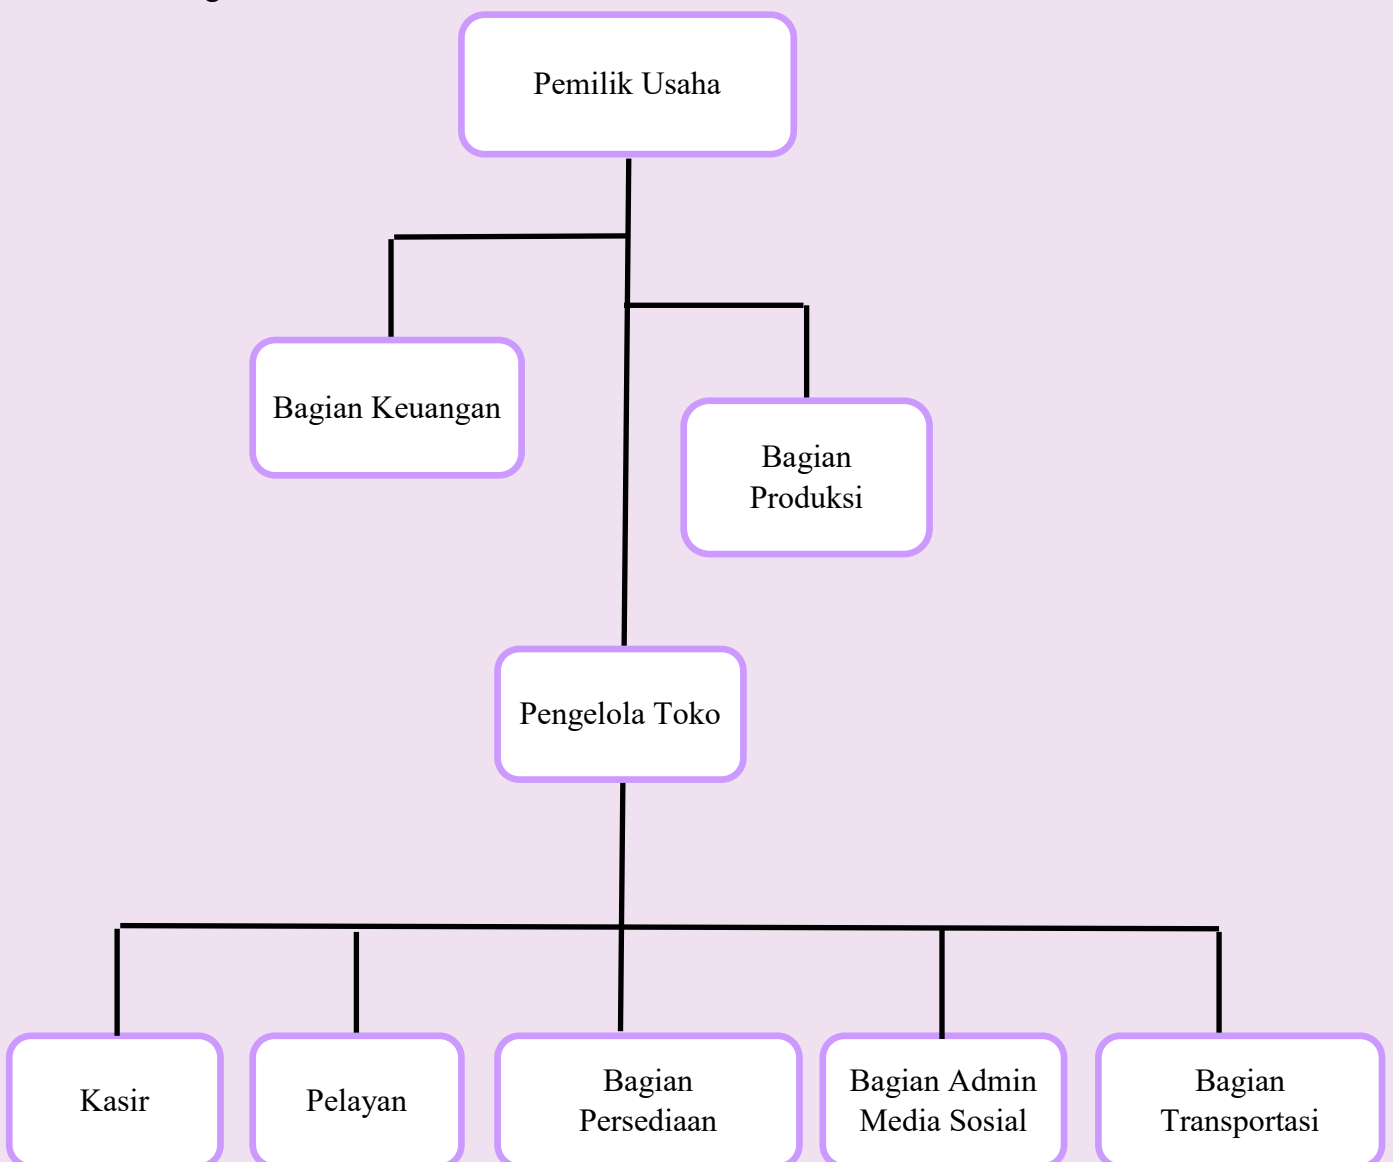 Pemilik Usaha
Bagian Keuangan
Bagian
Produksi
Pengelola Toko
Kasir
Pelayan
Bagian
Persediaan
Bagian Admin
Media Sosial
Bagian
Transportasi